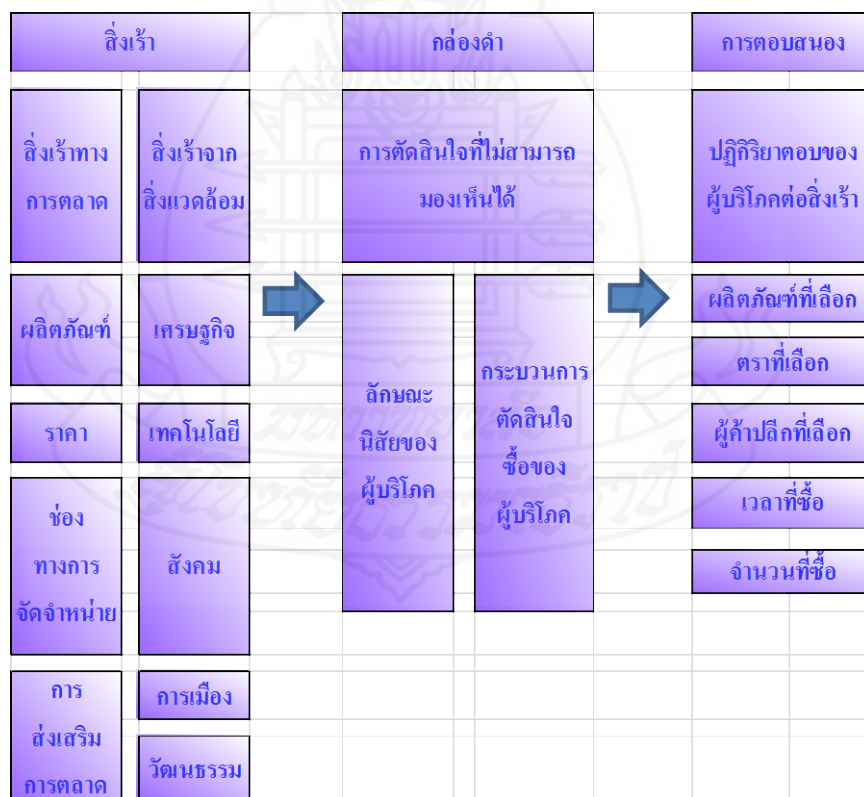 สิ่งเร้า
กล่องดำ
การตอบสนอง
สิ่งเร้าทาง
การตลาด
สิ่งเร้าจาก
สิ่งแวดล้อม
การตัดสินใจที่ไม่สามารถ
มองเห็นได้
ปฏิกิริยาตอบของ
ผู้บริโภคต่อสิ่งเร้า
ผลิตภัณฑ์
เศรษฐกิจ
ราคา
เทคโนโลยี
ช่อง
ทางการ
จัดจำหน่าย
สังคม
การ
ส่งเสริม
การตลาด
การเมือง
วัฒนธรรม
ลักษณะ
นิสัยของ
ผู้บริโภค
กระบวนการ
ตัดสินใจ
ซื้อของ
ผู้บริโภค
ผลิตภัณฑ์ที่เลือก
ตราที่เลือก
ผู้ค้าปลีกที่เลือก
เวลาที่ซื้อ
จำนวนที่ซื้อ